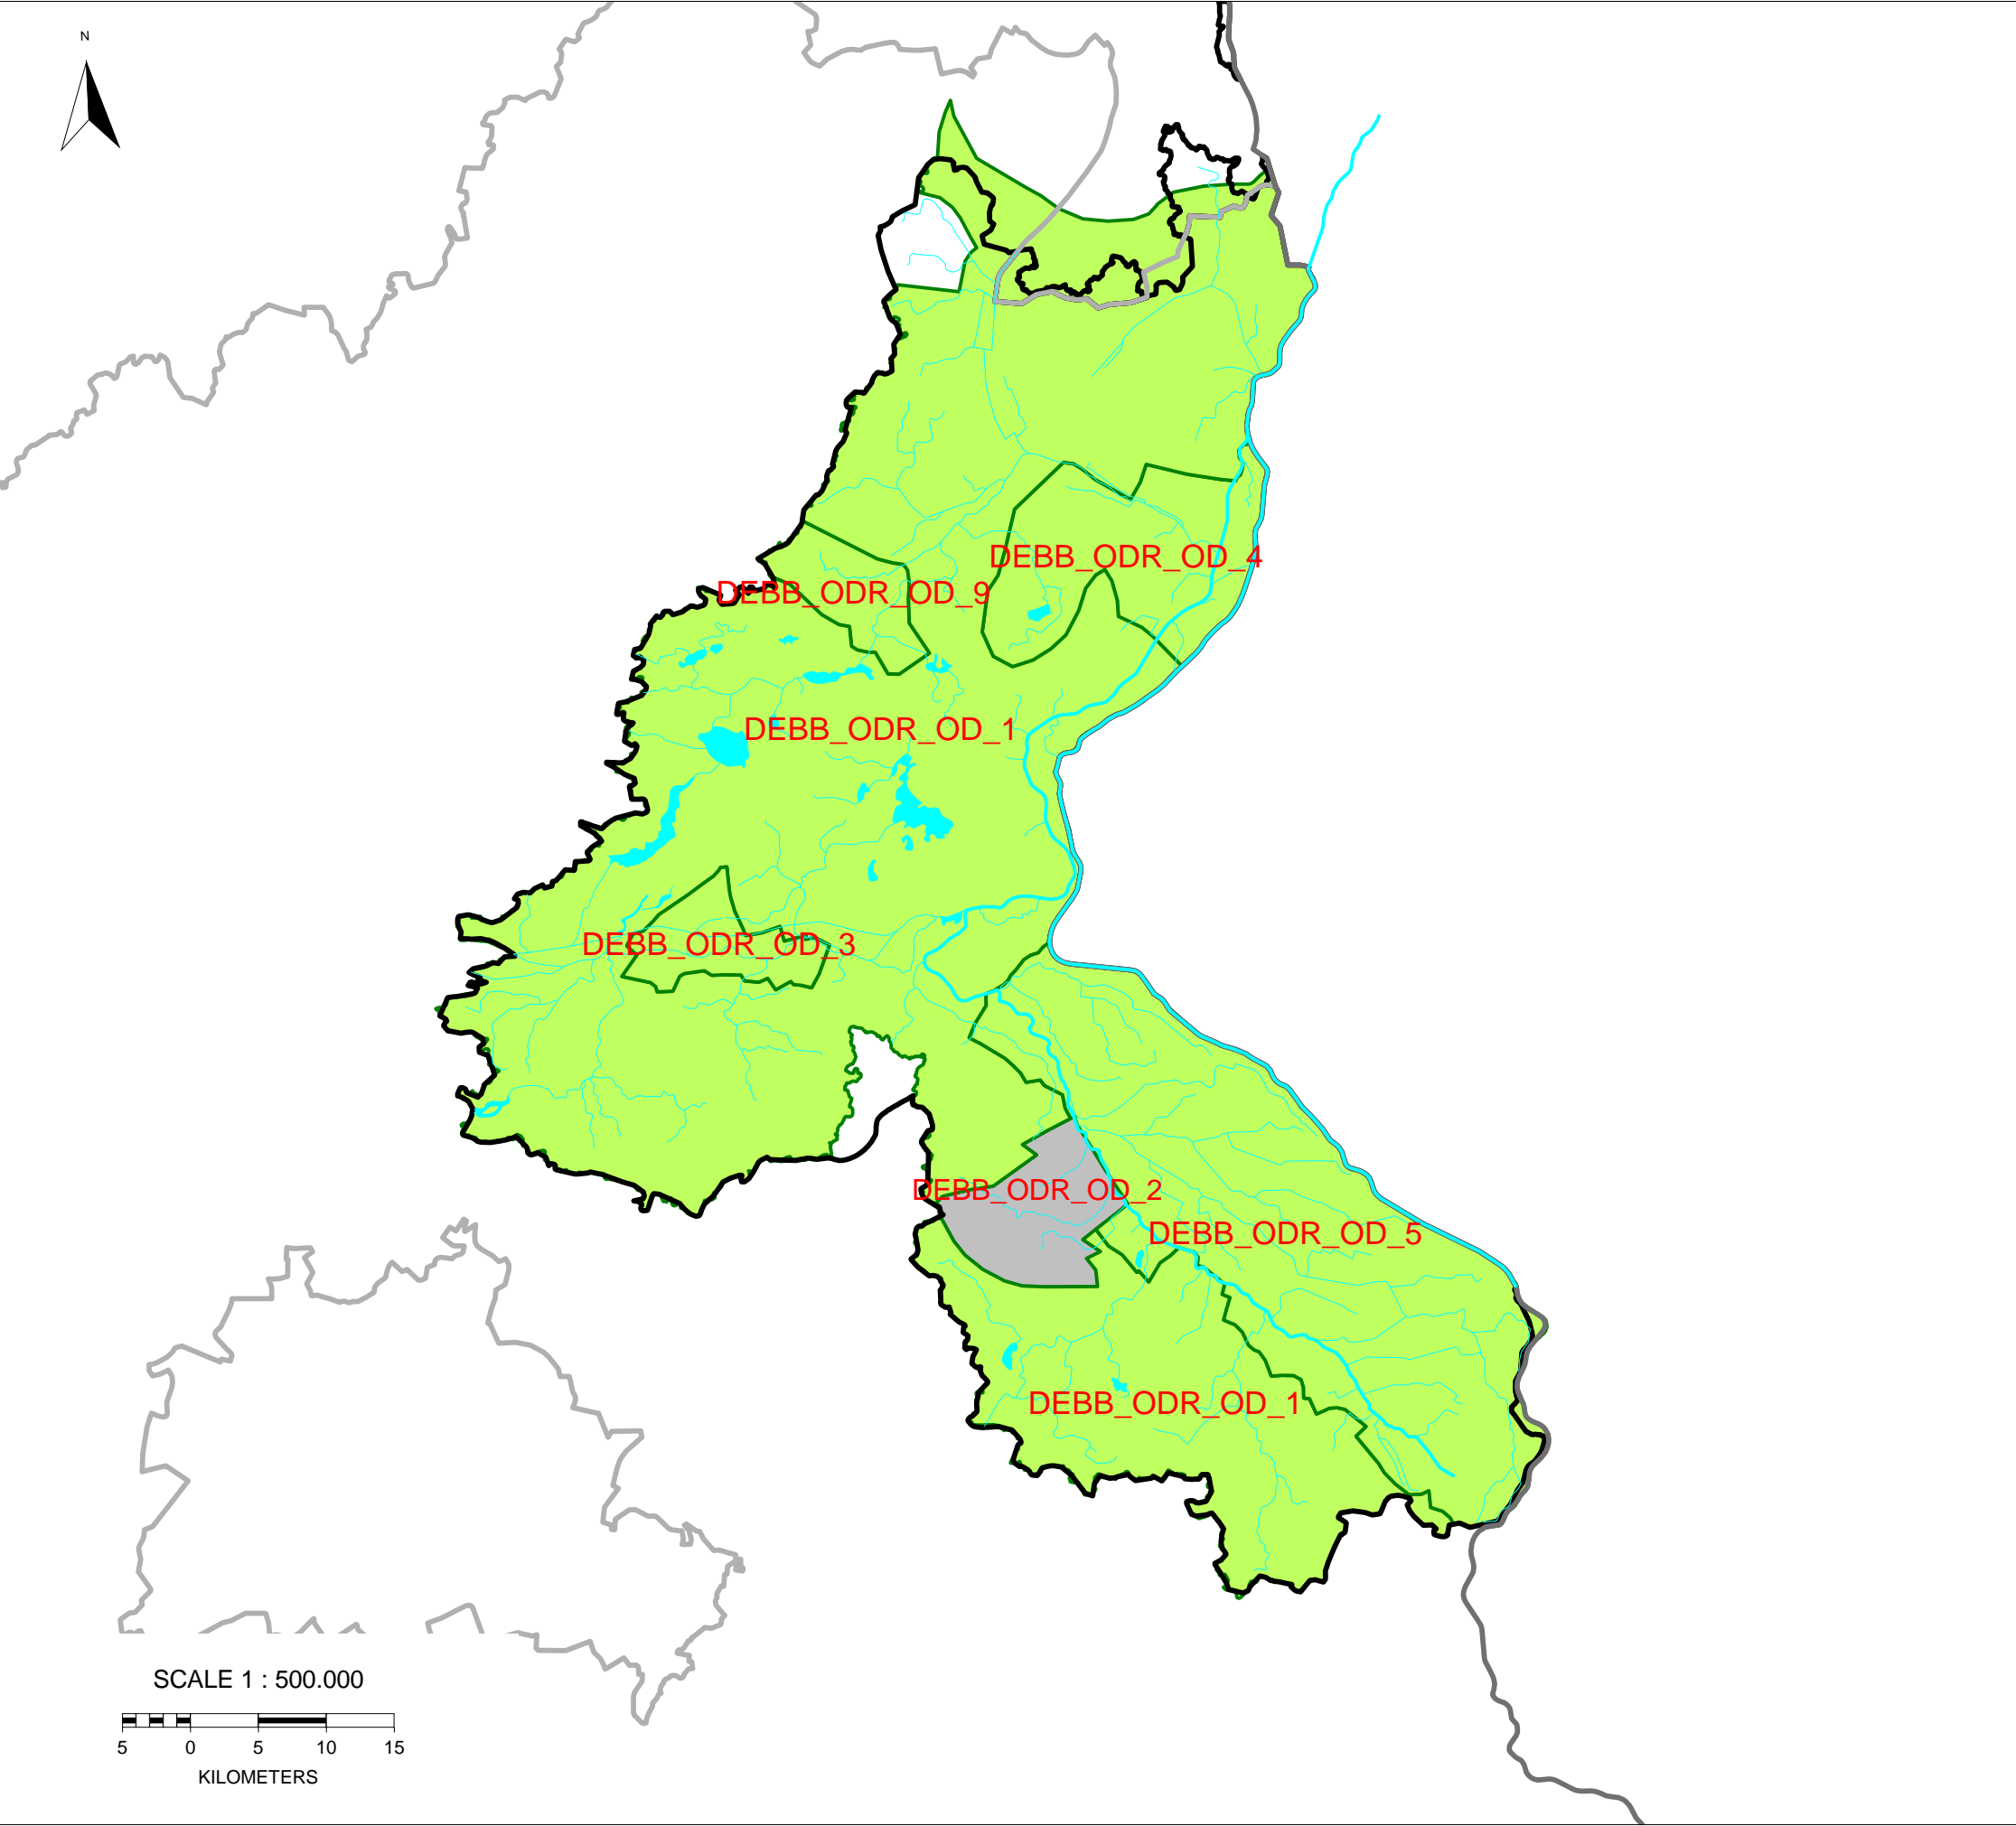 N
DEBB_ODR_OD_4
DEBB_ODR_OD_9
DEBB_ODR_OD_1
DEBB_ODR_OD_3
DEBB_ODR_OD_2
DEBB_ODR_OD_5
DEBB_ODR_OD_1
SCALE 1 : 500.000
5 0 5 10 15
KILOMETERS